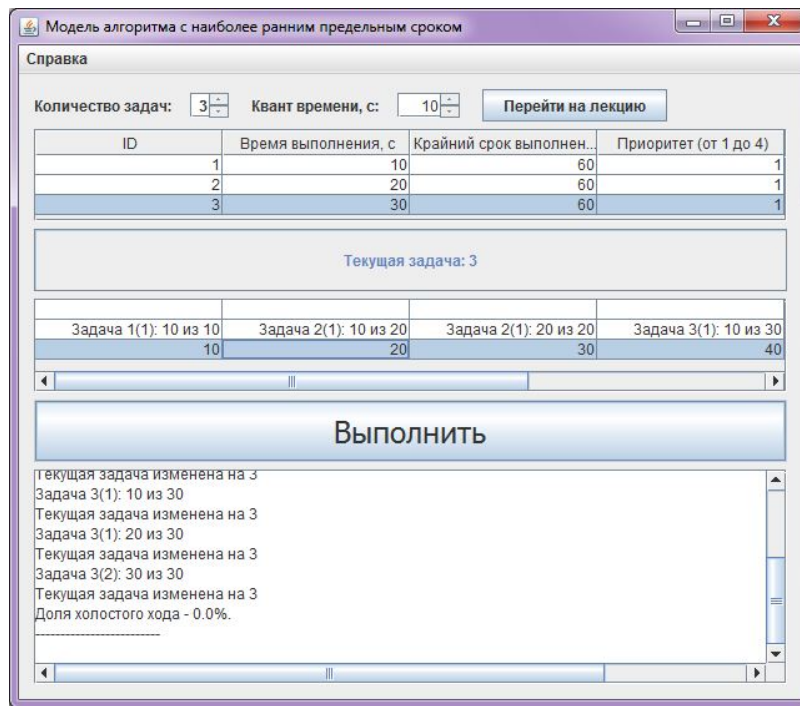 Модель алгоритма с наиболее ранним предельным сроком
Справка
Количество задач: 3 Квант времени, с: 10 Перейти на лекцию
ID Время выполнения, с Крайний срок выполнен... Приоритет (от 1 до 4)
1 10 60 1
2 20 60 1
3 30 60 1
Текущая задача: 3
Задача 1(1): 10 из 10 Задача 2(1): 10 из 20 Задача 2(1): 20 из 20 Задача 3(1): 10 из 30
10 20 30 40
Выполнить
Текущая задача изменена на 3
Задача 3(1): 10 из 30
Текущая задача изменена на 3
Задача 3(1): 20 из 30
Текущая задача изменена на 3
Задача 3(2): 30 из 30
Текущая задача изменена на 3
Доля холостого хода - 0.0%.
-------------------------